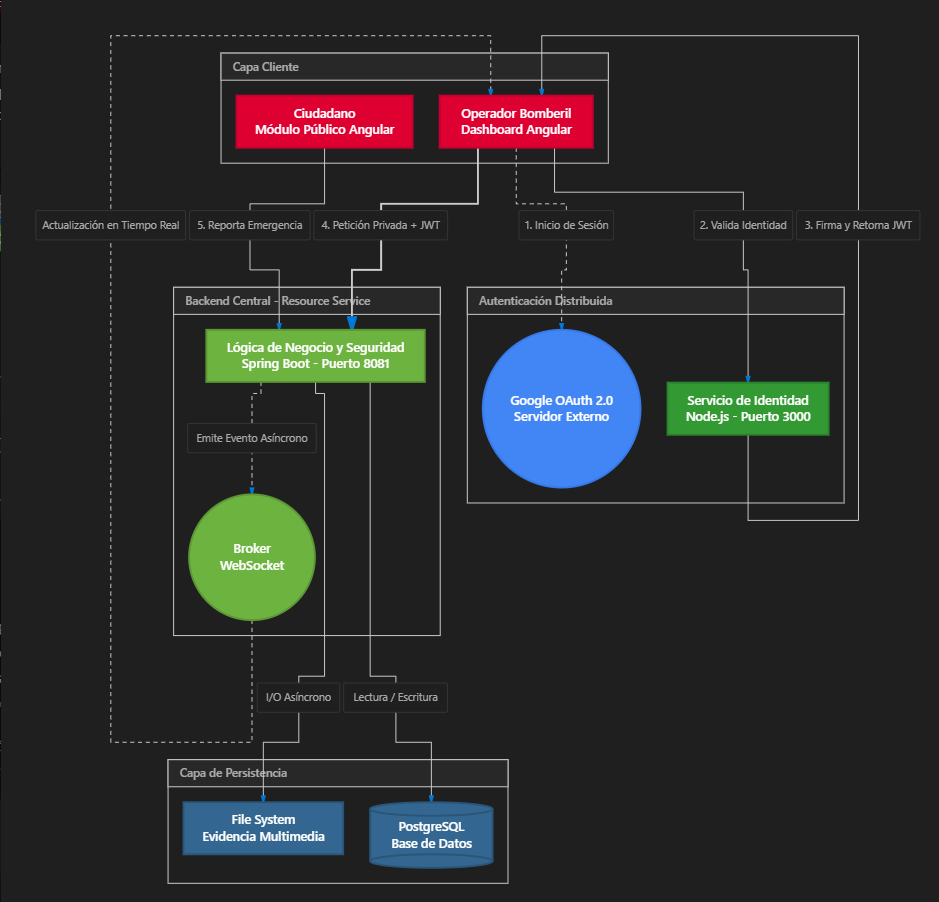 Capa Cliente
Ciudadano
Módulo Público Angular
Operador Bomberil
Dashboard Angular
Actualización en Tiempo Real
5. Reporta Emergencia
4. Petición Privada + JWT
1. Inicio de Sesión
2. Valida Identidad
3. Firma y Retorna JWT
Backend Central - Resource Service
Lógica de Negocio y Seguridad
Spring Boot - Puerto 8081
Emite Evento Asíncrono
Broker
WebSocket
Autenticación Distribuida
Google OAuth 2.0
Servidor Externo
Servicio de Identidad
Node.js - Puerto 3000
I/O Asíncrono
Lectura / Escritura
Capa de Persistencia
File System
Evidencia Multimedia
PostgreSQL
Base de Datos